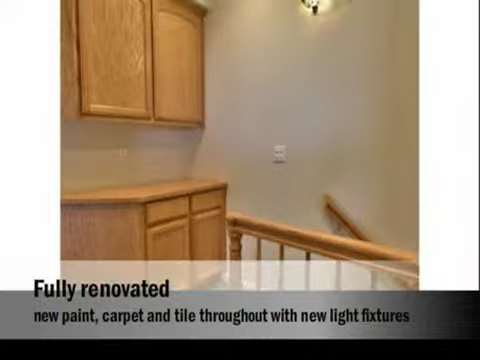 Fully renovated
new paint, carpet and tile throughout with new light fixtures